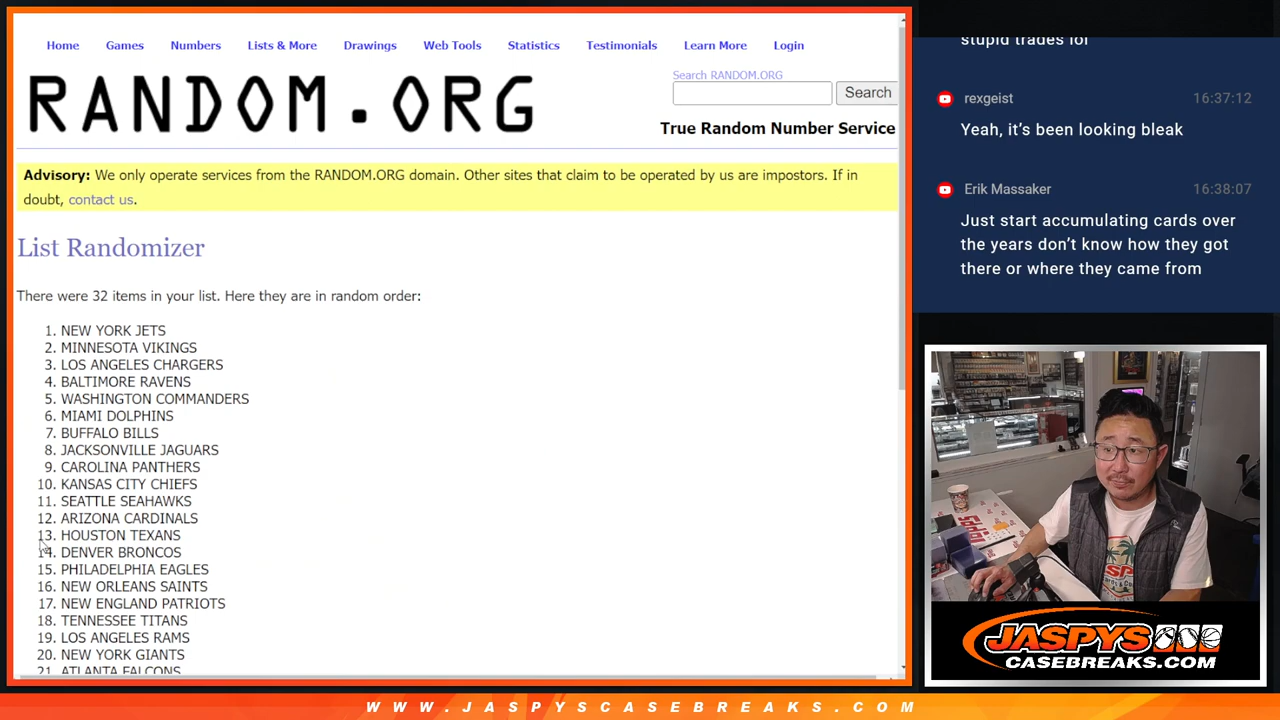 Home Games Numbers Lists & More Drawings Web Tools Statistics Testimonials Learn More Login
RANDOM.ORG
Search RANDOM.ORG
Search
True Random Number Service
Advisory: We only operate services from the RANDOM.ORG domain. Other sites that claim to be operated by us are impostors. If in
doubt, contact us.
List Randomizer
There were 32 items in your list. Here they are in random order:
1. NEW YORK JETS
2. MINNESOTA VIKINGS
3. LOS ANGELES CHARGERS
4. BALTIMORE RAVENS
5. WASHINGTON COMMANDERS
6. MIAMI DOLPHINS
7. BUFFALO BILLS
8. JACKSONVILLE JAGUARS
9. CAROLINA PANTHERS
10. KANSAS CITY CHIEFS
11. SEATTLE SEAHAWKS
12. ARIZONA CARDINALS
13. HOUSTON TEXANS
14. DENVER BRONCOS
15. PHILADELPHIA EAGLES
16. NEW ORLEANS SAINTS
17. NEW ENGLAND PATRIOTS
18. TENNESSEE TITANS
19. LOS ANGELES RAMS
20. NEW YORK GIANTS
21. ATLANTA FALCONS
stupid trades lol
rexgeist 16:37:12
Yeah, it's been looking bleak
Erik Massaker 16:38:07
Just start accumulating cards over
the years don't know how they got
there or where they came from
JASPYS
CASEBREAKS.COM
WWW.JASPYSCASEBREAKS.COM